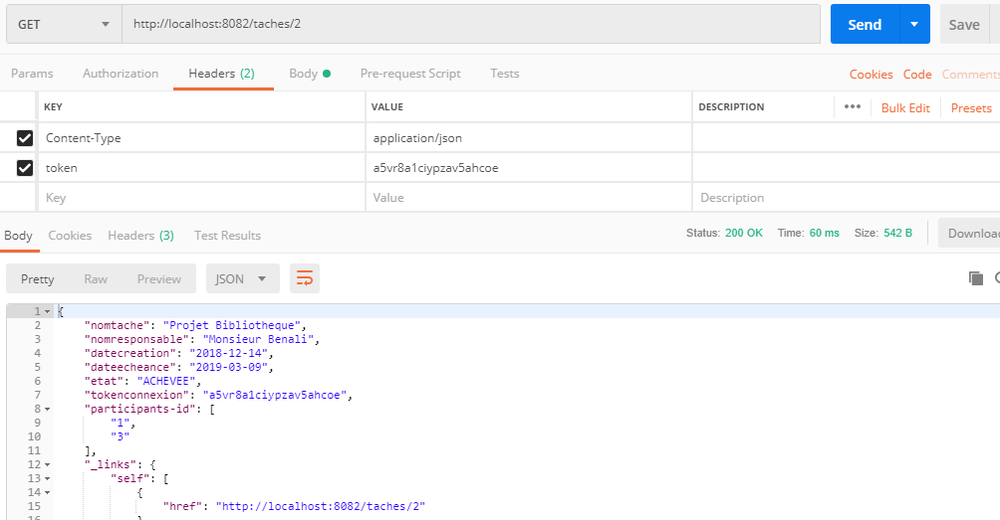 GET http://localhost:8082/taches/2 Send Save
Params Authorization Headers (2) Body Pre-request Script Tests Cookies Code Comments
KEY VALUE DESCRIPTION ••• Bulk Edit Presets
Content-Type application/json
token a5vr8a1ciypzav5ahcoe
Key Value Description
Body Cookies Headers (3) Test Results Status: 200 OK Time: 60 ms Size: 542 B Download
Pretty Raw Preview JSON
1 {
2 "nomtache": "Projet Bibliotheque",
3 "nomresponsable": "Monsieur Benali",
4 "datecreation": "2018-12-14",
5 "dateecheance": "2019-03-09",
6 "etat": "ACHEVEE",
7 "tokenconnexion": "a5vr8a1ciypzav5ahcoe",
8 "participants-id": [
9 "1",
10 "3"
11 ],
12 "_links": {
13 "self": [
14 {
15 "href": "http://localhost:8082/taches/2"
16 }